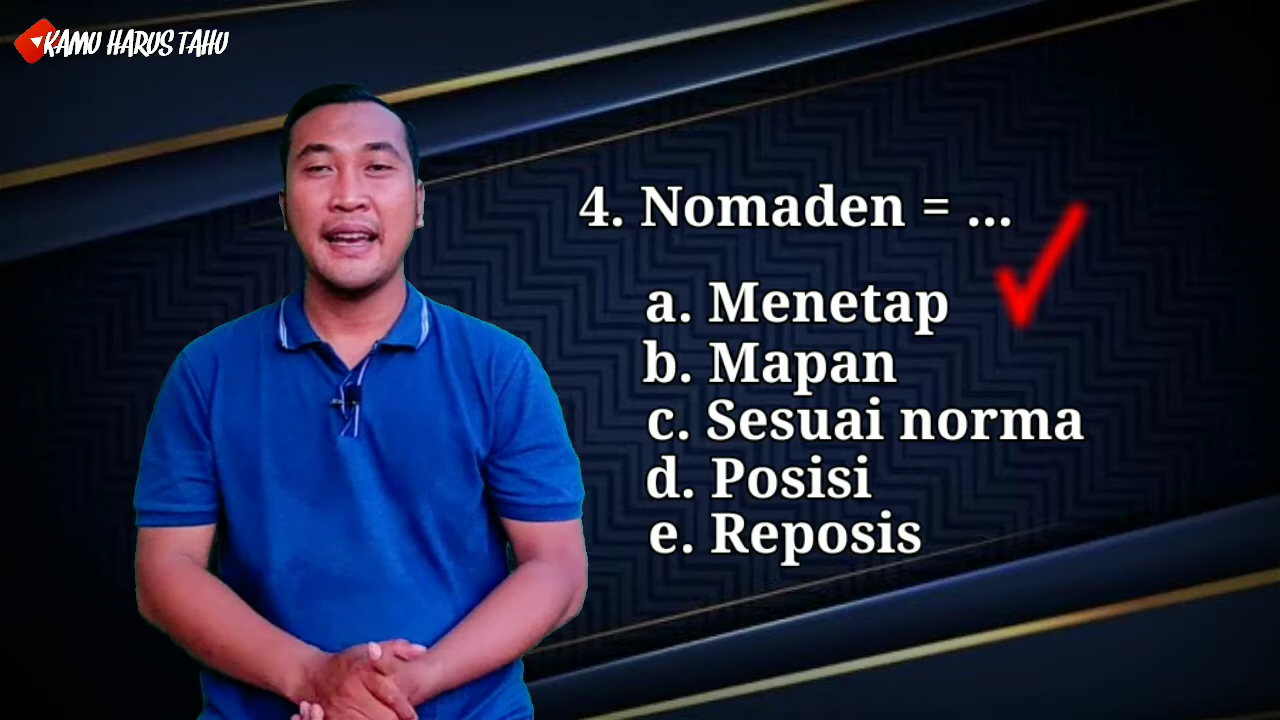 KAMU HARUS TAHU
4. Nomaden = ...
a. Menetap
b. Mapan
c. Sesuai norma
d. Posisi
e. Reposis